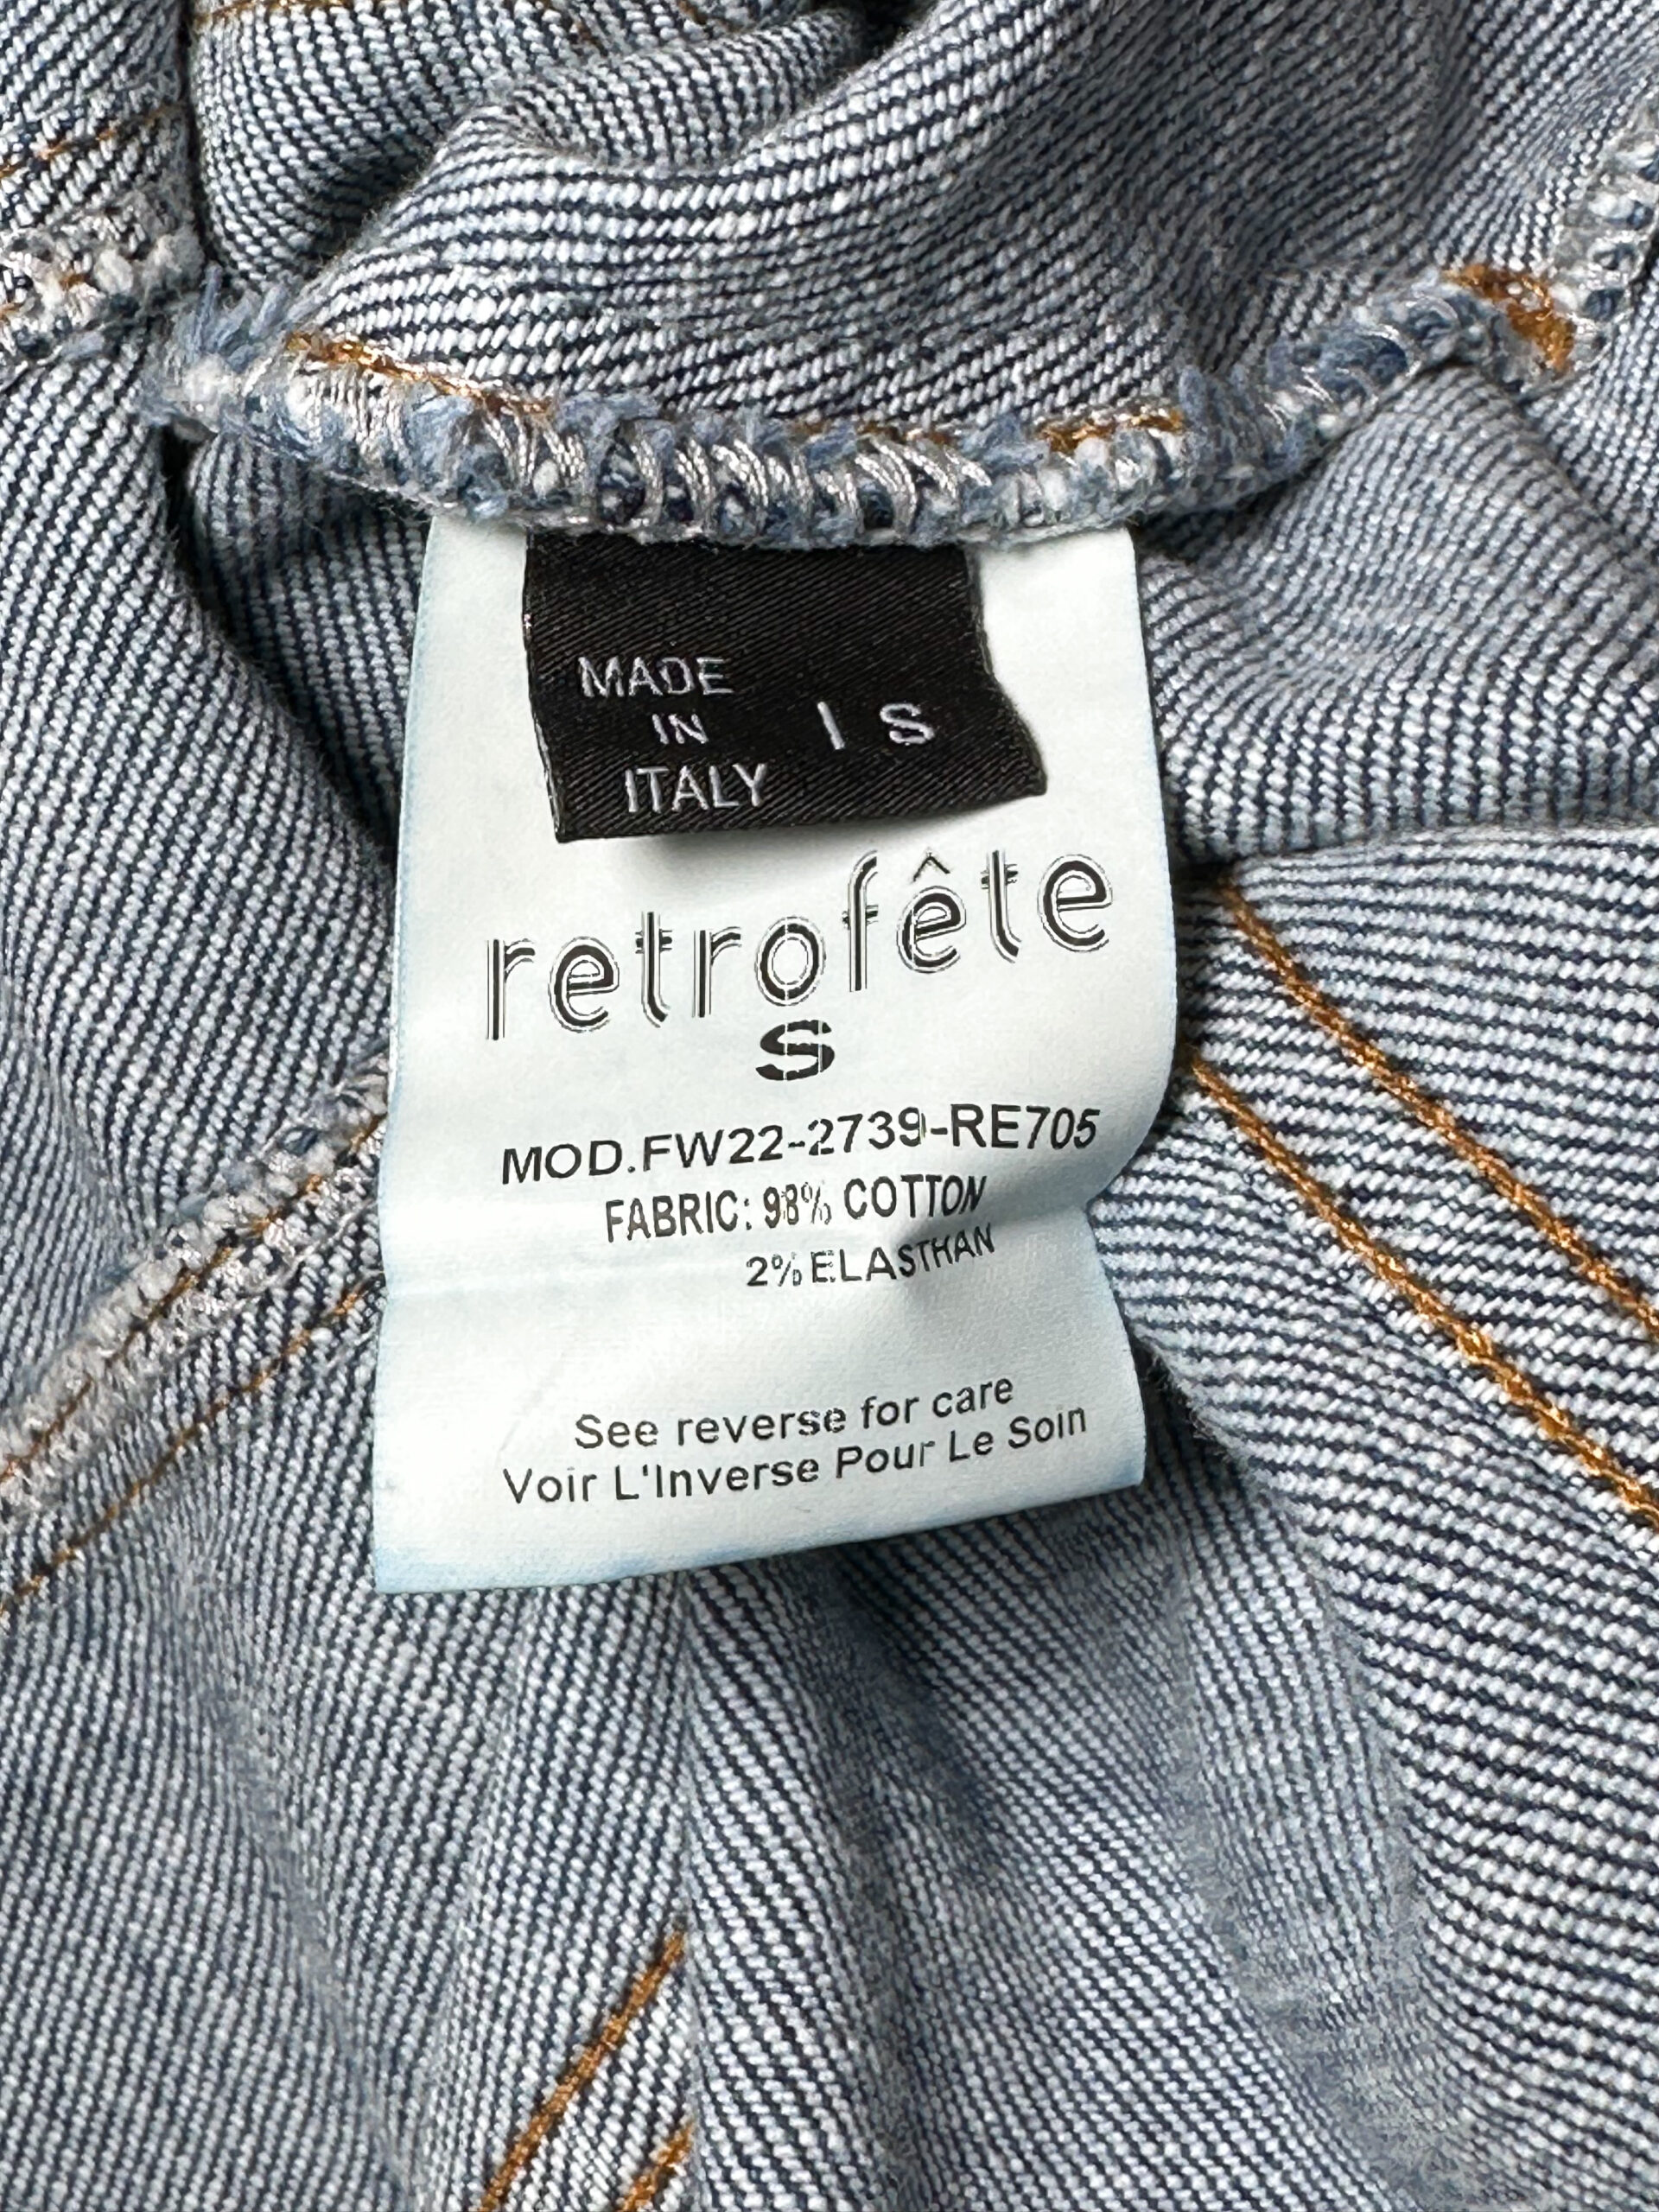 MADE
IN
ITALY
I S
retrofête
S
MOD.FW22-2739-RE705
FABRIC: 98% COTTON
2% ELASTHAN
See reverse for care
Voir L'Inverse Pour Le Soin